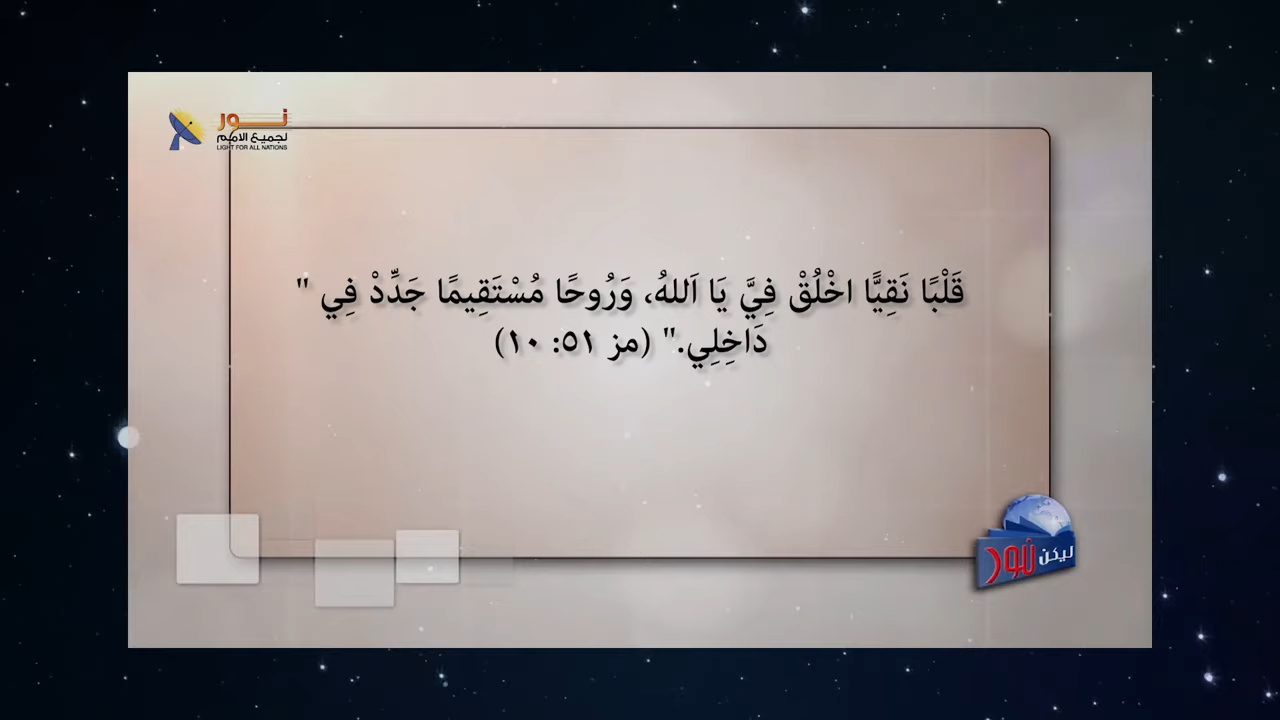 نور
لجميع الامم
LIGHT FOR ALL NATIONS
قَلْبًا نَقِيًّا اخْلُقْ فِيَّ يَا اَللهُ، وَرُوحًا مُسْتَقِيمًا جَدِّدْ فِي "
دَاخِلِي." (مز ٥١: ١٠)
ليكن نور